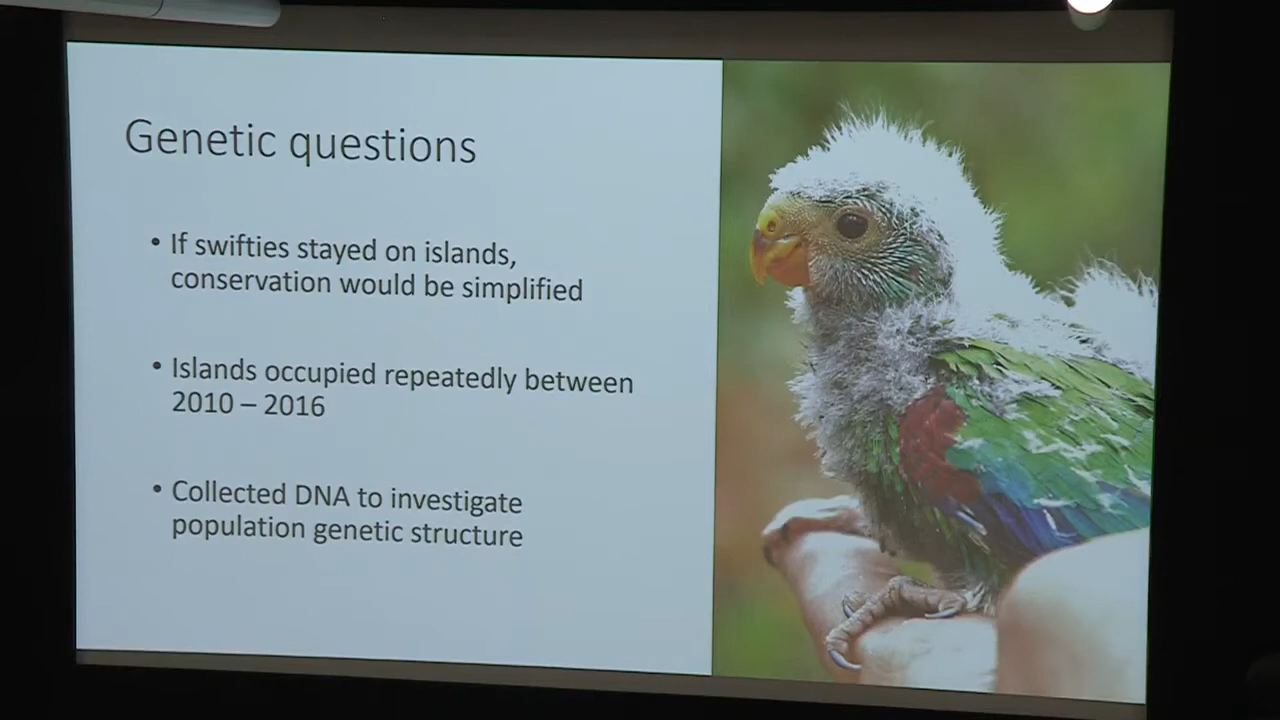 Genetic questions
• If swifties stayed on islands,
conservation would be simplified
• Islands occupied repeatedly between
2010 – 2016
• Collected DNA to investigate
population genetic structure